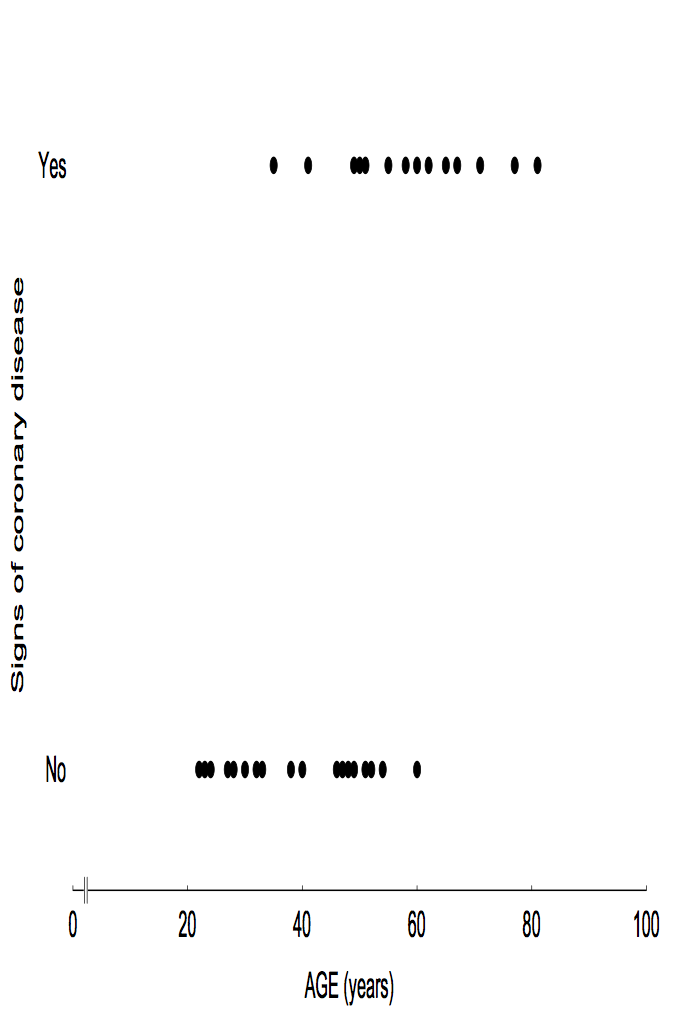 Yes
Signs of coronary disease
No
0 20 40 60 80 100
AGE (years)